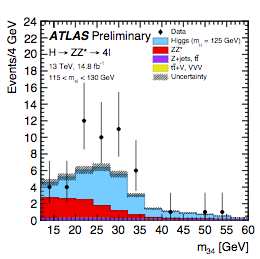 Events/4 GeV
24
22
20
18
16
14
12
10
8
6
4
2
0
ATLAS Preliminary
H → ZZ* → 4l
13 TeV, 14.8 fb⁻¹
115 < m4l < 130 GeV
Data
Higgs (mH = 125 GeV)
ZZ*
Z+jets, tt̄
tt̄+V, VVV
Uncertainty
15 20 25 30 35 40 45 50 55 60
m34 [GeV]